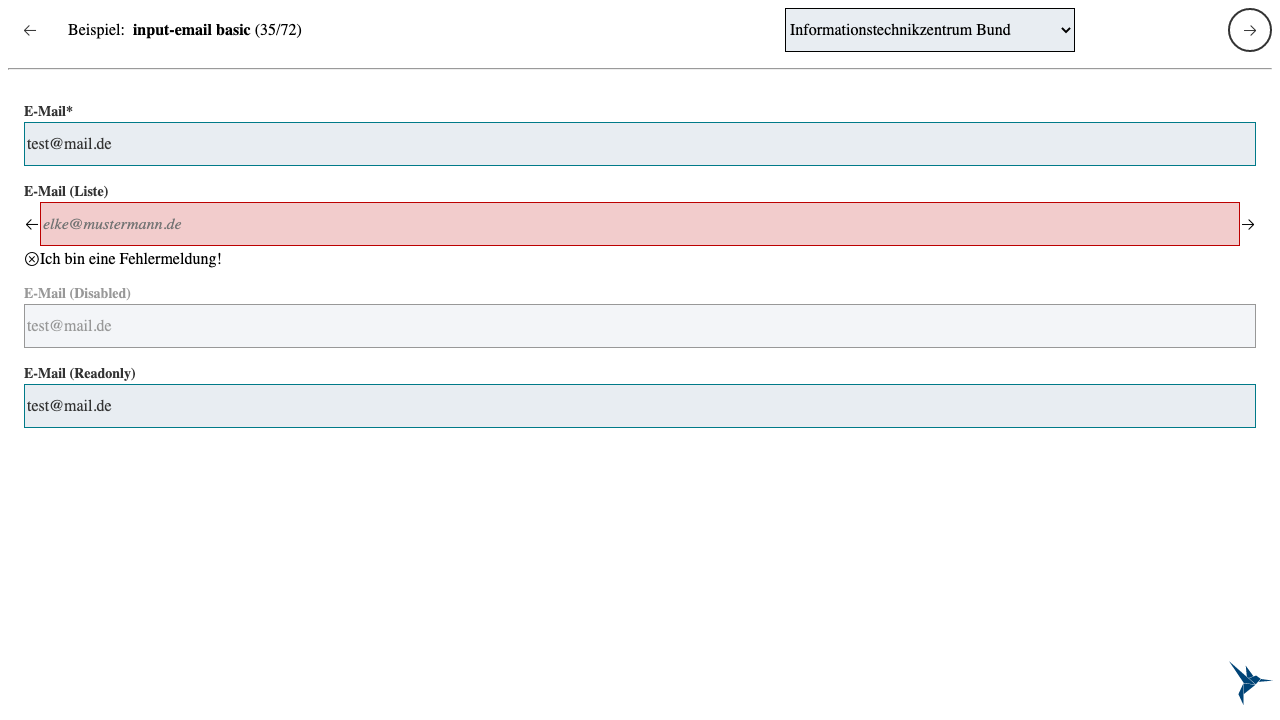 Beispiel: input-email basic (35/72)
Informationstechnikzentrum Bund
E-Mail*
test@mail.de
E-Mail (Liste)
elke@mustermann.de
Ich bin eine Fehlermeldung!
E-Mail (Disabled)
test@mail.de
E-Mail (Readonly)
test@mail.de